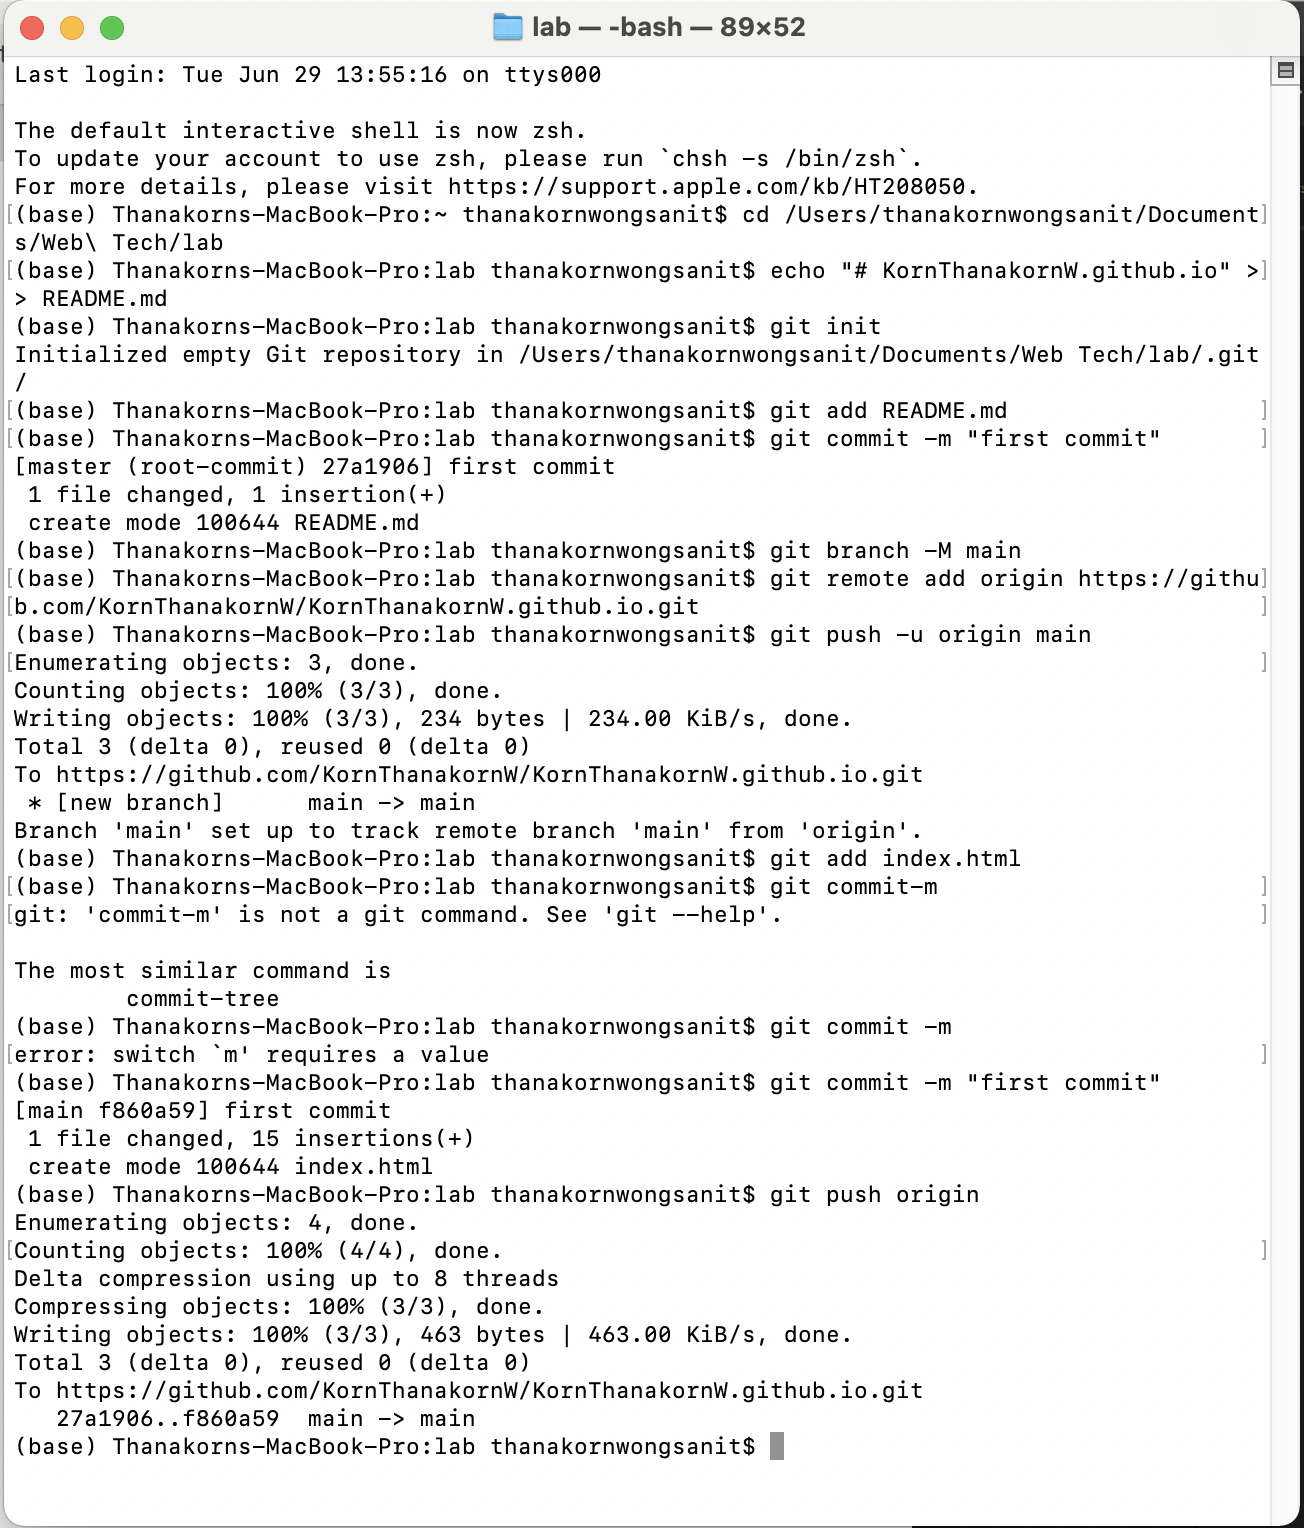 lab — -bash — 89×52
Last login: Tue Jun 29 13:55:16 on ttys000
The default interactive shell is now zsh.
To update your account to use zsh, please run `chsh -s /bin/zsh`.
For more details, please visit https://support.apple.com/kb/HT208050.
[(base) Thanakorns-MacBook-Pro:~ thanakornwongsanit$ cd /Users/thanakornwongsanit/Document]
s/Web\ Tech/lab
[(base) Thanakorns-MacBook-Pro:lab thanakornwongsanit$ echo "# KornThanakornW.github.io" >]
> README.md
(base) Thanakorns-MacBook-Pro:lab thanakornwongsanit$ git init
Initialized empty Git repository in /Users/thanakornwongsanit/Documents/Web Tech/lab/.git
/
[(base) Thanakorns-MacBook-Pro:lab thanakornwongsanit$ git add README.md ]
[(base) Thanakorns-MacBook-Pro:lab thanakornwongsanit$ git commit -m "first commit" ]
[master (root-commit) 27a1906] first commit
 1 file changed, 1 insertion(+)
 create mode 100644 README.md
(base) Thanakorns-MacBook-Pro:lab thanakornwongsanit$ git branch -M main
[(base) Thanakorns-MacBook-Pro:lab thanakornwongsanit$ git remote add origin https://githu]
[b.com/KornThanakornW/KornThanakornW.github.io.git ]
(base) Thanakorns-MacBook-Pro:lab thanakornwongsanit$ git push -u origin main
[Enumerating objects: 3, done. ]
Counting objects: 100% (3/3), done.
Writing objects: 100% (3/3), 234 bytes | 234.00 KiB/s, done.
Total 3 (delta 0), reused 0 (delta 0)
To https://github.com/KornThanakornW/KornThanakornW.github.io.git
 * [new branch]      main -> main
Branch 'main' set up to track remote branch 'main' from 'origin'.
(base) Thanakorns-MacBook-Pro:lab thanakornwongsanit$ git add index.html
[(base) Thanakorns-MacBook-Pro:lab thanakornwongsanit$ git commit-m ]
[git: 'commit-m' is not a git command. See 'git --help'. ]
The most similar command is
        commit-tree
(base) Thanakorns-MacBook-Pro:lab thanakornwongsanit$ git commit -m
[error: switch `m' requires a value ]
(base) Thanakorns-MacBook-Pro:lab thanakornwongsanit$ git commit -m "first commit"
[main f860a59] first commit
 1 file changed, 15 insertions(+)
 create mode 100644 index.html
(base) Thanakorns-MacBook-Pro:lab thanakornwongsanit$ git push origin
Enumerating objects: 4, done.
[Counting objects: 100% (4/4), done. ]
Delta compression using up to 8 threads
Compressing objects: 100% (3/3), done.
Writing objects: 100% (3/3), 463 bytes | 463.00 KiB/s, done.
Total 3 (delta 0), reused 0 (delta 0)
To https://github.com/KornThanakornW/KornThanakornW.github.io.git
   27a1906..f860a59  main -> main
(base) Thanakorns-MacBook-Pro:lab thanakornwongsanit$